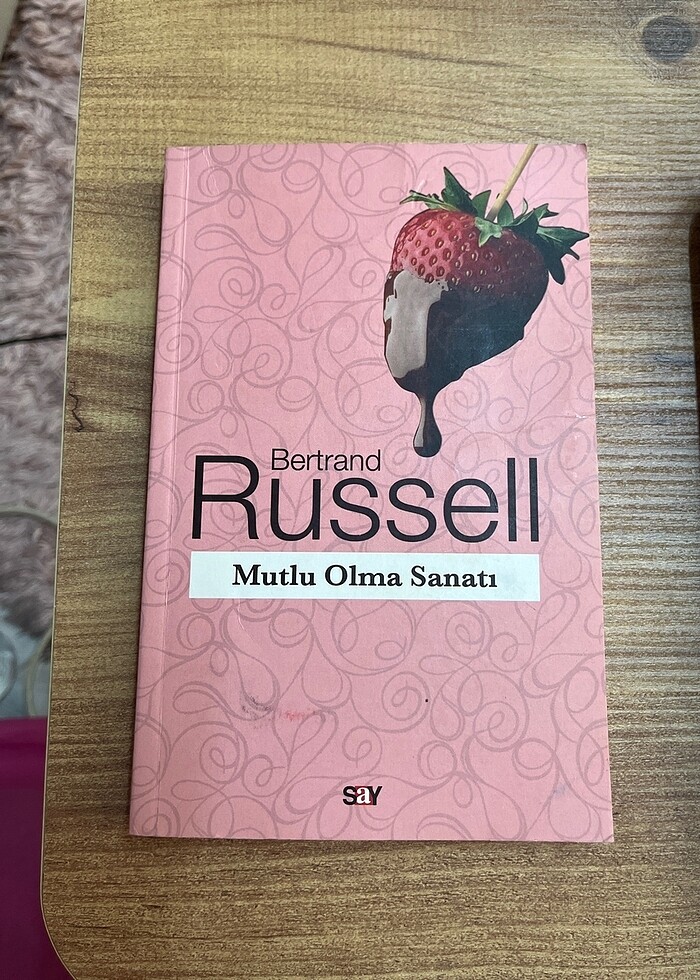 Bertrand
Russell
Mutlu Olma Sanatı
say